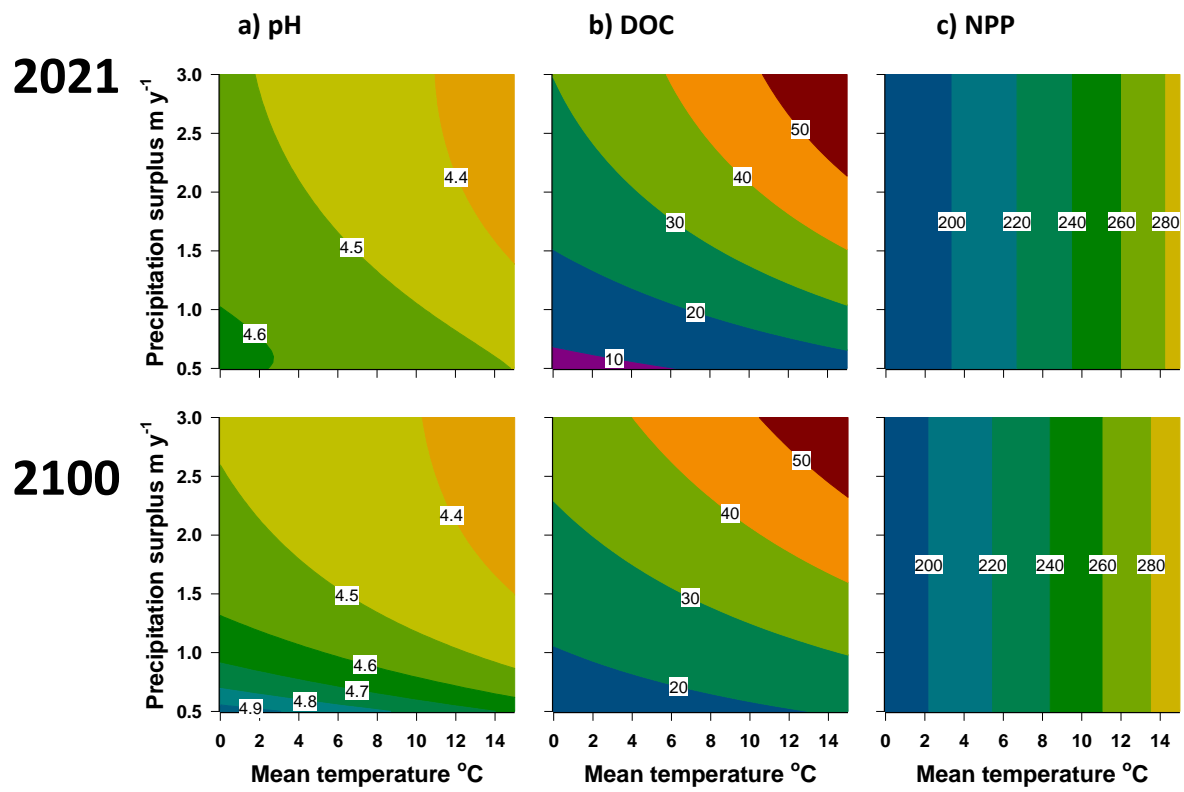 a) pH
b) DOC
c) NPP
2021
Precipitation surplus m y⁻¹
3.0
2.5
2.0
1.5
1.0
0.5
4.4
4.5
4.6
50
40
30
20
10
200 220 240 260 280
2100
Precipitation surplus m y⁻¹
3.0
2.5
2.0
1.5
1.0
0.5
4.4
4.5
4.6
4.7
4.8
4.9
50
40
30
20
200 220 240 260 280
0 2 4 6 8 10 12 14
0 2 4 6 8 10 12 14
0 2 4 6 8 10 12 14
Mean temperature ᵒC
Mean temperature ᵒC
Mean temperature ᵒC